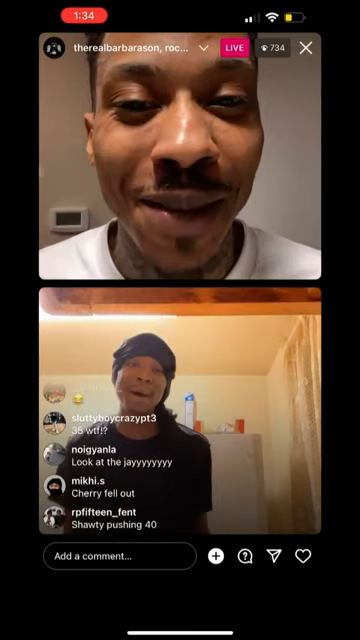 1:34
therealbarbarason, roc...
LIVE
734
sluttyboycrazypt3
35 wtf!?
noigyanla
Look at the jayyyyyyyy
mikhi.s
Cherry fell out
rpfifteen_fent
Shawty pushing 40
Add a comment...